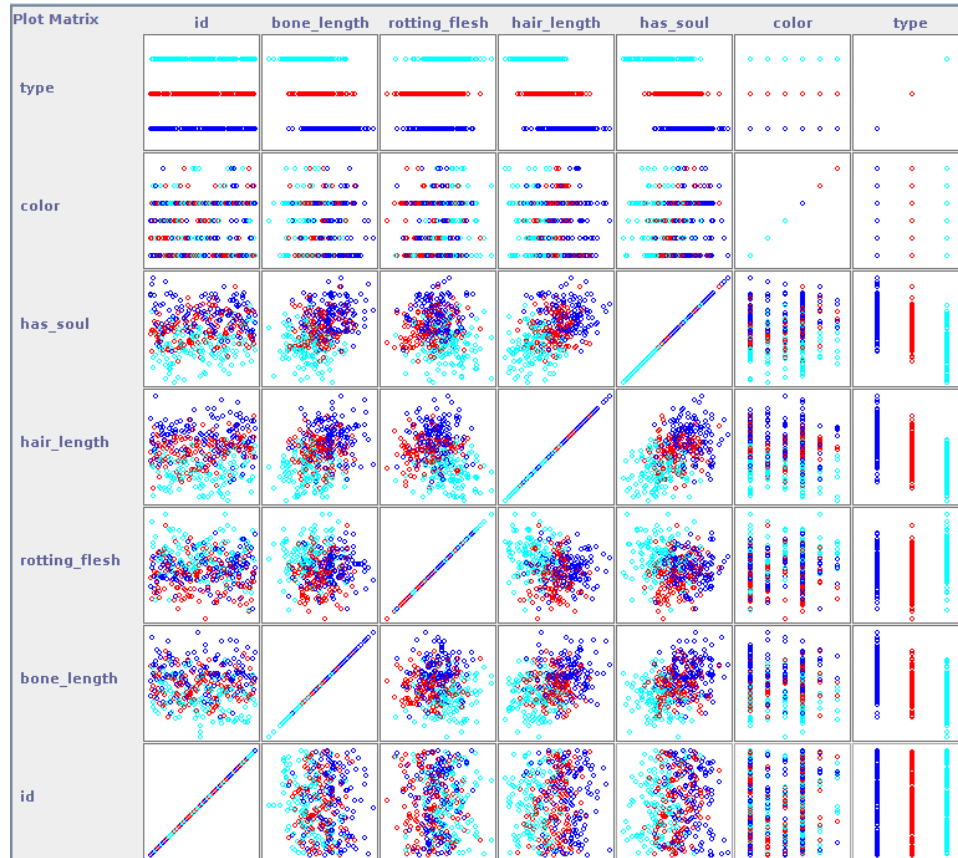 Plot Matrix id bone_length rotting_flesh hair_length has_soul color type
type
color
has_soul
hair_length
rotting_flesh
bone_length
id